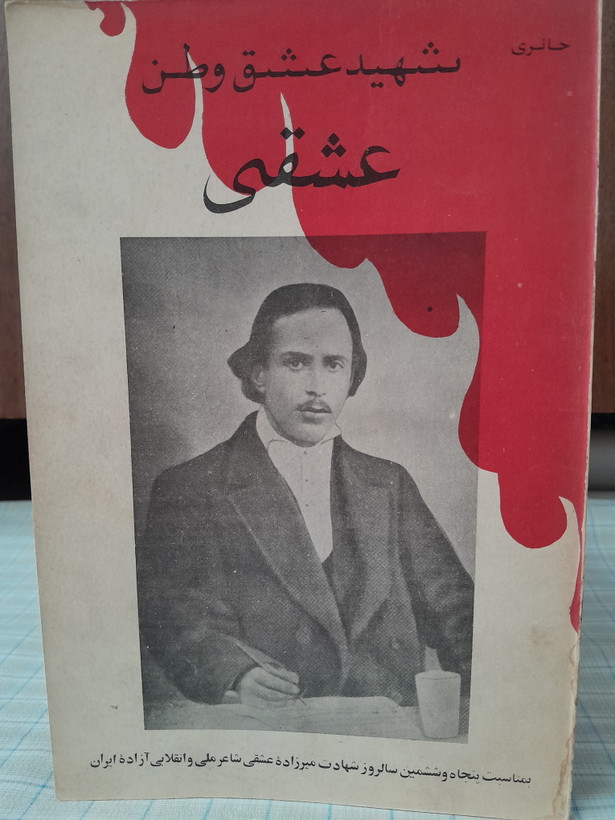 حائری
شهید عشق وطن
عشقی
بمناسبت پنجاه و ششمین سالروز شهادت میرزادهٔ عشقی شاعر ملی و انقلابی آزادهٔ ایران